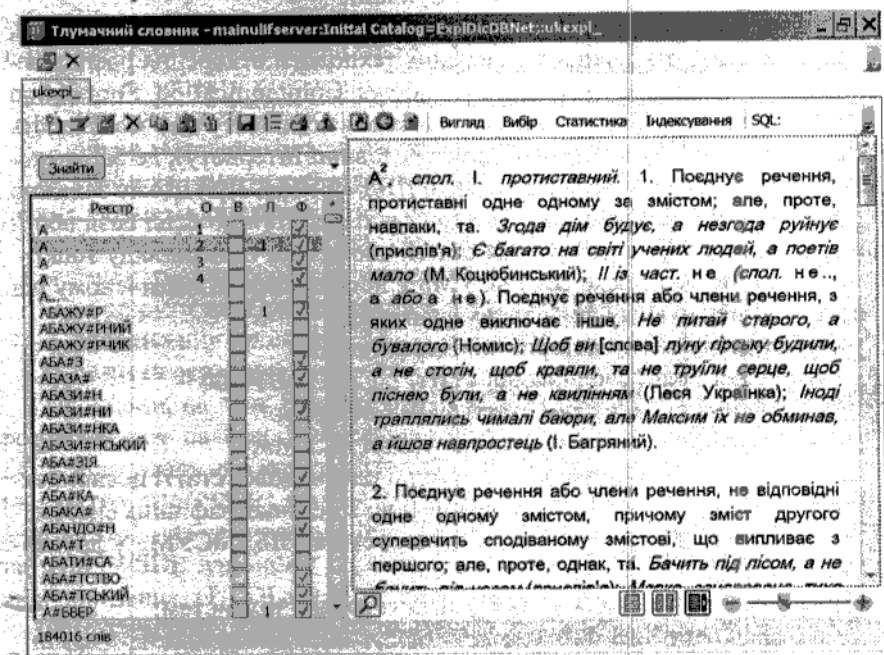 Тлумачний словник - mainulifserver:Initial Catalog=ExplDicDBNet;:ukexpl_
ukexpl_
Вигляд Вибір Статистика Індексування SQL:
Знайти
Реєстр О В Л Ф
А 1
А 2 1
А 3
А 4
А...
АБАЖУ#Р 1
АБАЖУ#РНИЙ
АБАЖУ#РЧИК
АБА#З
АБАЗА#
АБАЗИ#Н
АБАЗИ#НИ
АБАЗИ#НКА
АБАЗИ#НСЬКИЙ
АБА#ЗІЯ
АБА#К
АБА#КА
АБАКА#
АБАНДО#Н
АБА#Т
АБАТИ#СА
АБА#ТСТВО
АБА#ТСЬКИЙ
А#ББЕР 1
184016 слів
А², спол. І. протиставний. 1. Поєднує речення,
протиставні одне одному за змістом; але, проте,
навпаки, та. Згода дім будує, а незгода руйнує
(прислів'я); Є багато на світі учених людей, а поетів
мало (М. Коцюбинський); // із част. не (спол. не..,
а або а не). Поєднує речення або члени речення, з
яких одне виключає інше. Не питай старого, а
бувалого (Номис); Щоб ви [слова] луну гірську будили,
а не стогін, щоб краяли, та не труїли серце, щоб
піснею були, а не квилінням (Леся Українка); Іноді
траплялись чималі баюри, але Максим їх не обминав,
а йшов навпростець (І. Багряний).
2. Поєднує речення або члени речення, не відповідні
одне одному змістом, причому зміст другого
суперечить сподіваному змістові, що випливає з
першого; але, проте, однак, та. Бачить під лісом, а не
бачить під носом (прислів'я);